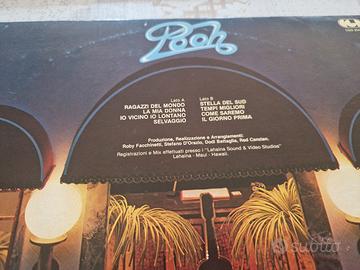 Pooh
CGD
Lato A
RAGAZZI DEL MONDO
LA MIA DONNA
IO VICINO IO LONTANO
SELVAGGIO
Lato B
STELLA DEL SUD
TEMPI MIGLIORI
COME SAREMO
IL GIORNO PRIMA
Produzione, Realizzazione e Arrangiamenti:
Roby Facchinetti, Stefano D'Orazio, Dodi Battaglia, Red Canzian.
Registrazioni e Mix effettuati presso i "Lahaina Sound & Video Studios"
Lahaina - Maui - Hawaii.
subito